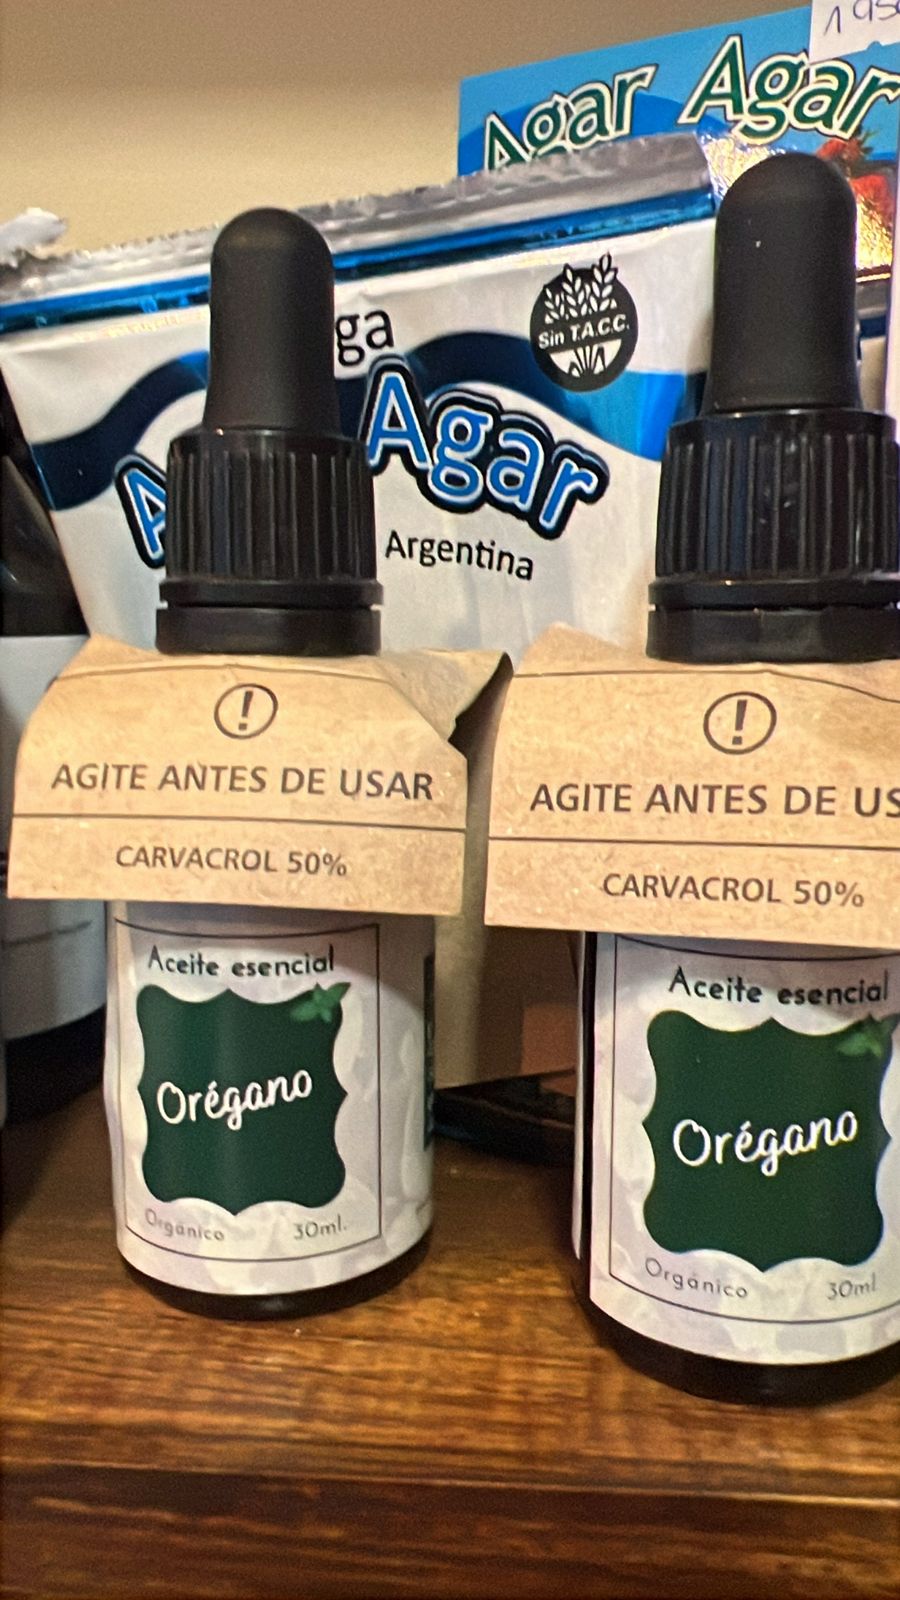 Agar Agar
ga
Sin T.A.C.C.
Agar
Argentina
!
AGITE ANTES DE USAR
CARVACROL 50%
Aceite esencial
Orégano
Orgánico 30ml.
!
AGITE ANTES DE US
CARVACROL 50%
Aceite esencial
Orégano
Orgánico 30ml